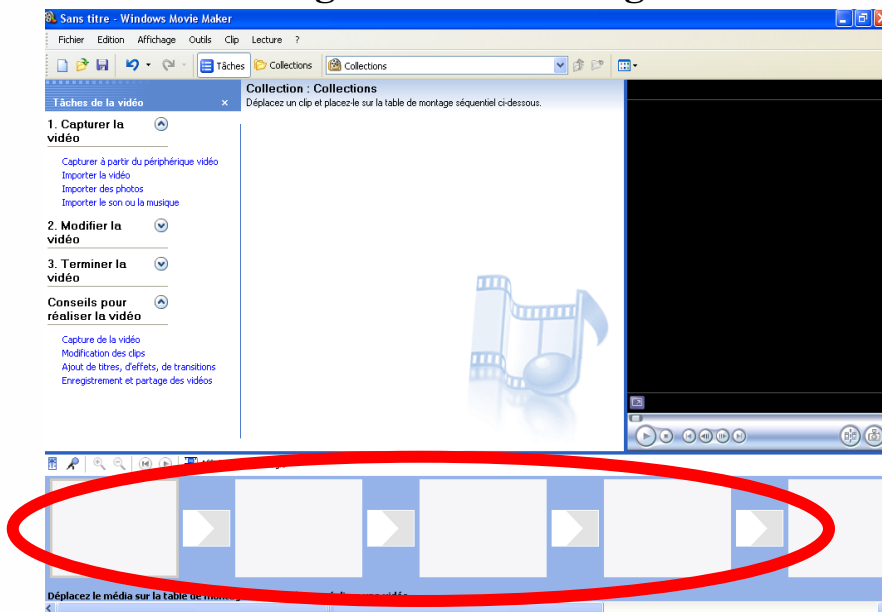 Sans titre - Windows Movie Maker
Fichier Edition Affichage Outils Clip Lecture ?
Tâches Collections Collections
Tâches de la vidéo ×
1. Capturer la
vidéo
Capturer à partir du périphérique vidéo
Importer la vidéo
Importer des photos
Importer le son ou la musique
2. Modifier la
vidéo
3. Terminer la
vidéo
Conseils pour
réaliser la vidéo
Capture de la vidéo
Modification des clips
Ajout de titres, d'effets, de transitions
Enregistrement et partage des vidéos
Collection : Collections
Déplacez un clip et placez-le sur la table de montage séquentiel ci-dessous.
Déplacez le média sur la table de